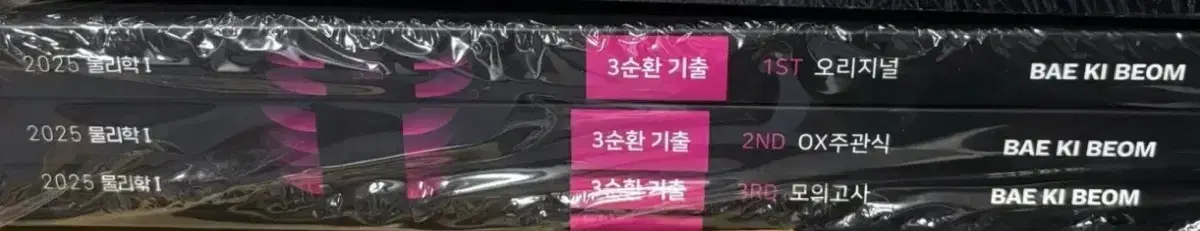 2025 물리학 I 3순환 기출 1ST 오리지널 BAE KI BEOM
2025 물리학 I 3순환 기출 2ND OX주관식 BAE KI BEOM
2025 물리학 I 3순환 기출 3RD 모의고사 BAE KI BEOM